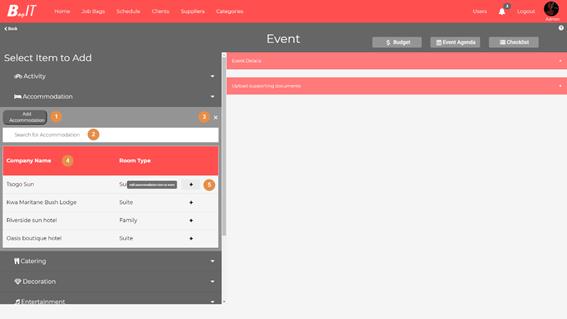 BagIT Home Job Bags Schedule Clients Suppliers Categories Users 3 Logout Admin
Back
Event
Select Item to Add
Budget Event Agenda Checklist
Activity
Event Details
Accommodation
Upload supporting documents
Add Accommodation 1 3 ×
Search for Accommodation 2
Company Name 4 Room Type
Tsogo Sun Su Add accommodation item to event + 5
Kwa Maritane Bush Lodge Suite +
Riverside sun hotel Family +
Oasis boutique hotel Suite +
Catering
Decoration
Entertainment